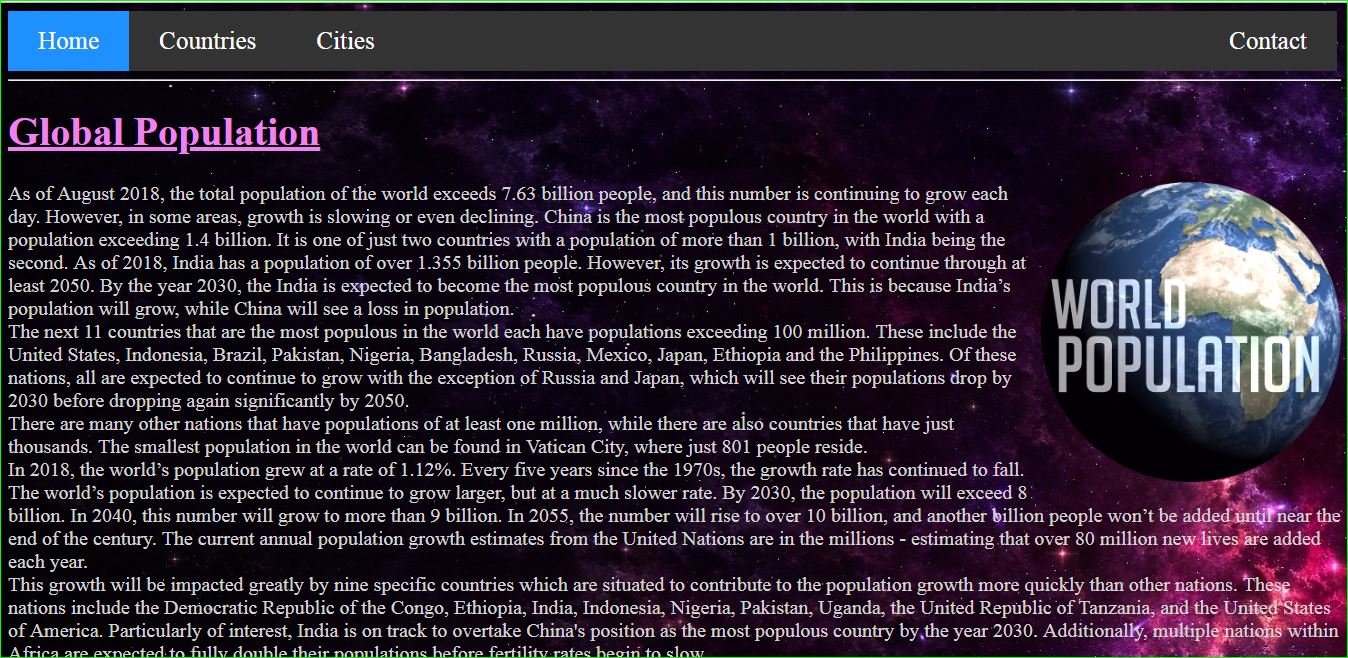 Home Countries Cities Contact
Global Population
As of August 2018, the total population of the world exceeds 7.63 billion people, and this number is continuing to grow each
day. However, in some areas, growth is slowing or even declining. China is the most populous country in the world with a
population exceeding 1.4 billion. It is one of just two countries with a population of more than 1 billion, with India being the
second. As of 2018, India has a population of over 1.355 billion people. However, its growth is expected to continue through at
least 2050. By the year 2030, the India is expected to become the most populous country in the world. This is because India’s
population will grow, while China will see a loss in population.
The next 11 countries that are the most populous in the world each have populations exceeding 100 million. These include the
United States, Indonesia, Brazil, Pakistan, Nigeria, Bangladesh, Russia, Mexico, Japan, Ethiopia and the Philippines. Of these
nations, all are expected to continue to grow with the exception of Russia and Japan, which will see their populations drop by
2030 before dropping again significantly by 2050.
There are many other nations that have populations of at least one million, while there are also countries that have just
thousands. The smallest population in the world can be found in Vatican City, where just 801 people reside.
In 2018, the world’s population grew at a rate of 1.12%. Every five years since the 1970s, the growth rate has continued to fall.
The world’s population is expected to continue to grow larger, but at a much slower rate. By 2030, the population will exceed 8
billion. In 2040, this number will grow to more than 9 billion. In 2055, the number will rise to over 10 billion, and another billion people won’t be added until near the
end of the century. The current annual population growth estimates from the United Nations are in the millions - estimating that over 80 million new lives are added
each year.
This growth will be impacted greatly by nine specific countries which are situated to contribute to the population growth more quickly than other nations. These
nations include the Democratic Republic of the Congo, Ethiopia, India, Indonesia, Nigeria, Pakistan, Uganda, the United Republic of Tanzania, and the United States
of America. Particularly of interest, India is on track to overtake China's position as the most populous country by the year 2030. Additionally, multiple nations within
Africa are expected to fully double their populations before fertility rates begin to slow
WORLD
POPULATION